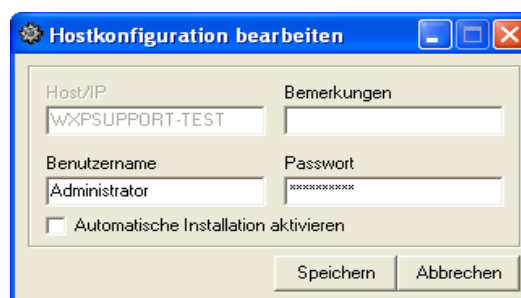 Hostkonfiguration bearbeiten
Host/IP Bemerkungen
WXPSUPPORT-TEST
Benutzername Passwort
Administrator **********
Automatische Installation aktivieren
Speichern Abbrechen